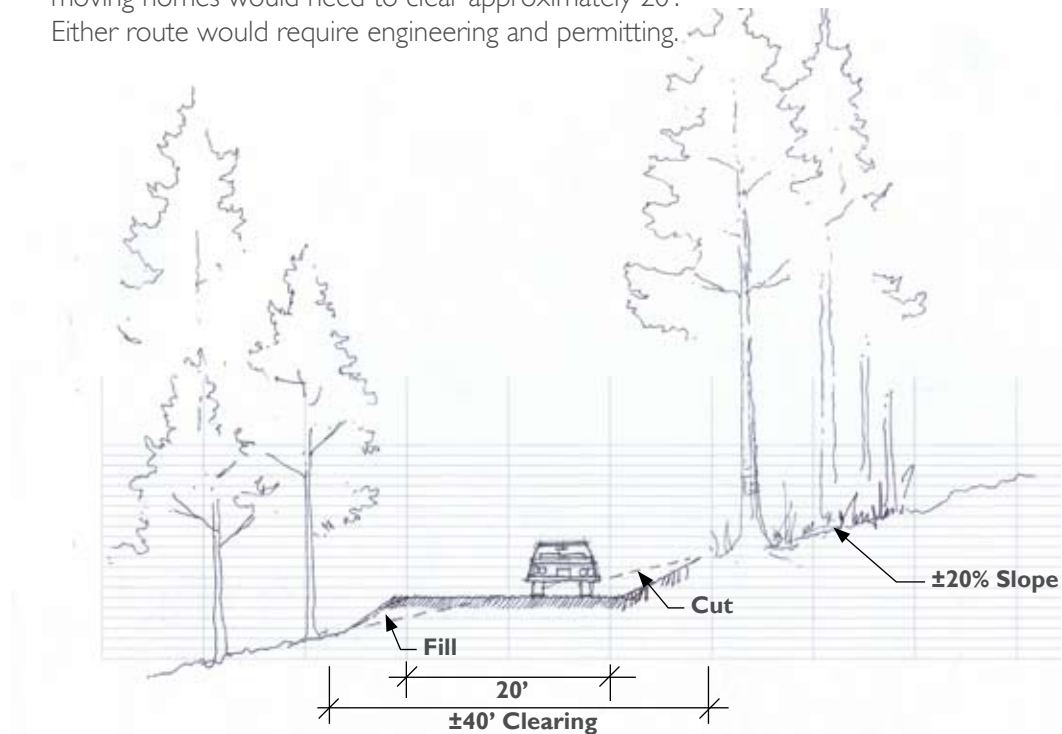 moving homes would need to clear approximately 20'.
Either route would require engineering and permitting.
±20% Slope
Cut
Fill
20’
±40’ Clearing